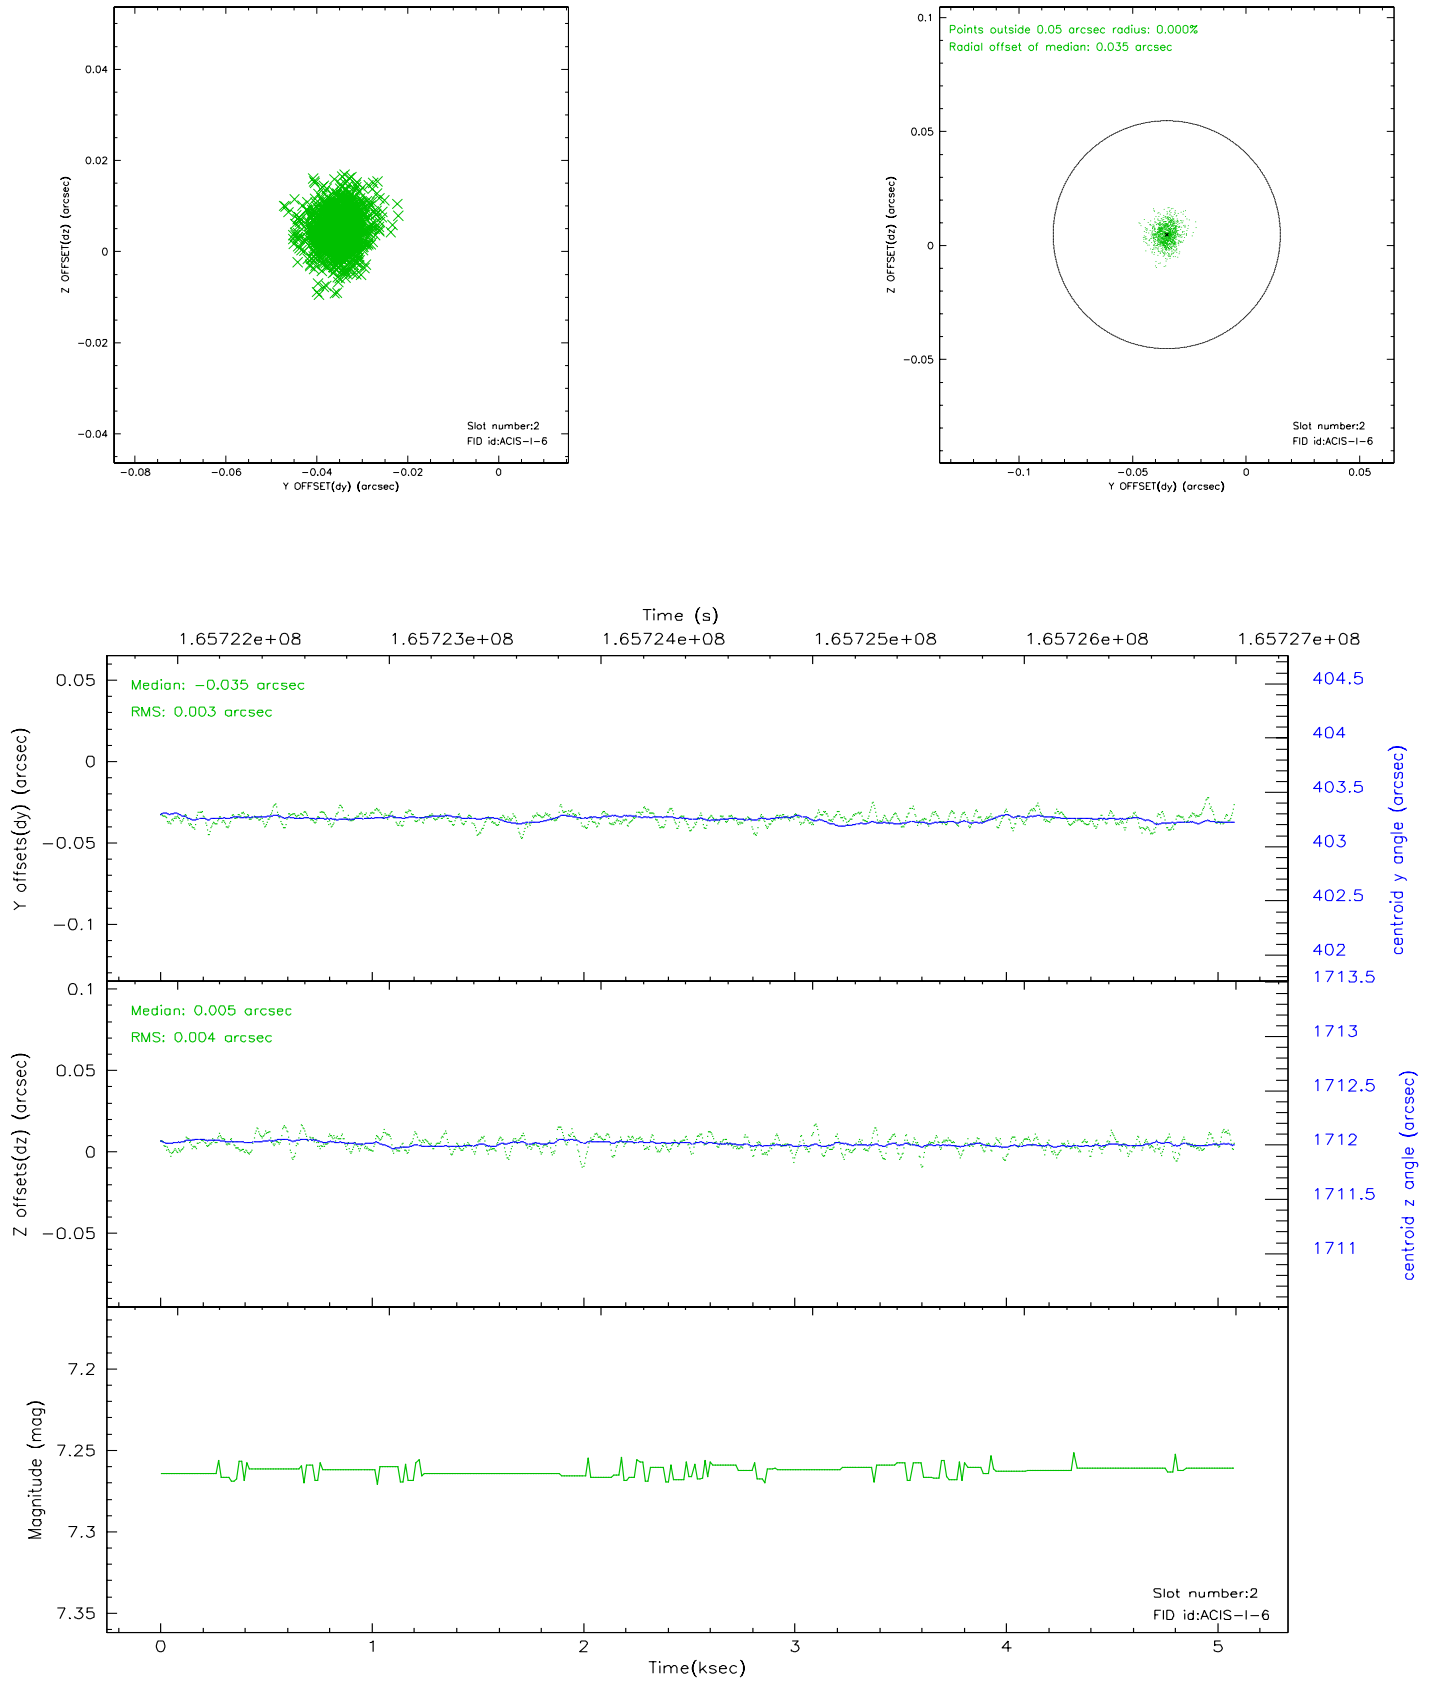 0.04
0.02
0
−0.02
−0.04
Z OFFSET(dz) (arcsec)
Slot number:2
FID id:ACIS−I−6
−0.08 −0.06 −0.04 −0.02 0
Y OFFSET(dy) (arcsec)
Points outside 0.05 arcsec radius: 0.000%
Radial offset of median: 0.035 arcsec
0.1
0.05
0
−0.05
Z OFFSET(dz) (arcsec)
Slot number:2
FID id:ACIS−I−6
−0.1 −0.05 0 0.05
Y OFFSET(dy) (arcsec)
Time (s)
1.65722e+08 1.65723e+08 1.65724e+08 1.65725e+08 1.65726e+08 1.65727e+08
Median: −0.035 arcsec
RMS: 0.003 arcsec
0.05
0
−0.05
−0.1
Y offsets(dy) (arcsec)
404.5
404
403.5
403
402.5
402
centroid y angle (arcsec)
Median: 0.005 arcsec
RMS: 0.004 arcsec
0.1
0.05
0
−0.05
Z offsets(dz) (arcsec)
1713.5
1713
1712.5
1712
1711.5
1711
centroid z angle (arcsec)
7.2
7.25
7.3
7.35
Magnitude (mag)
Slot number:2
FID id:ACIS−I−6
0 1 2 3 4 5
Time(ksec)